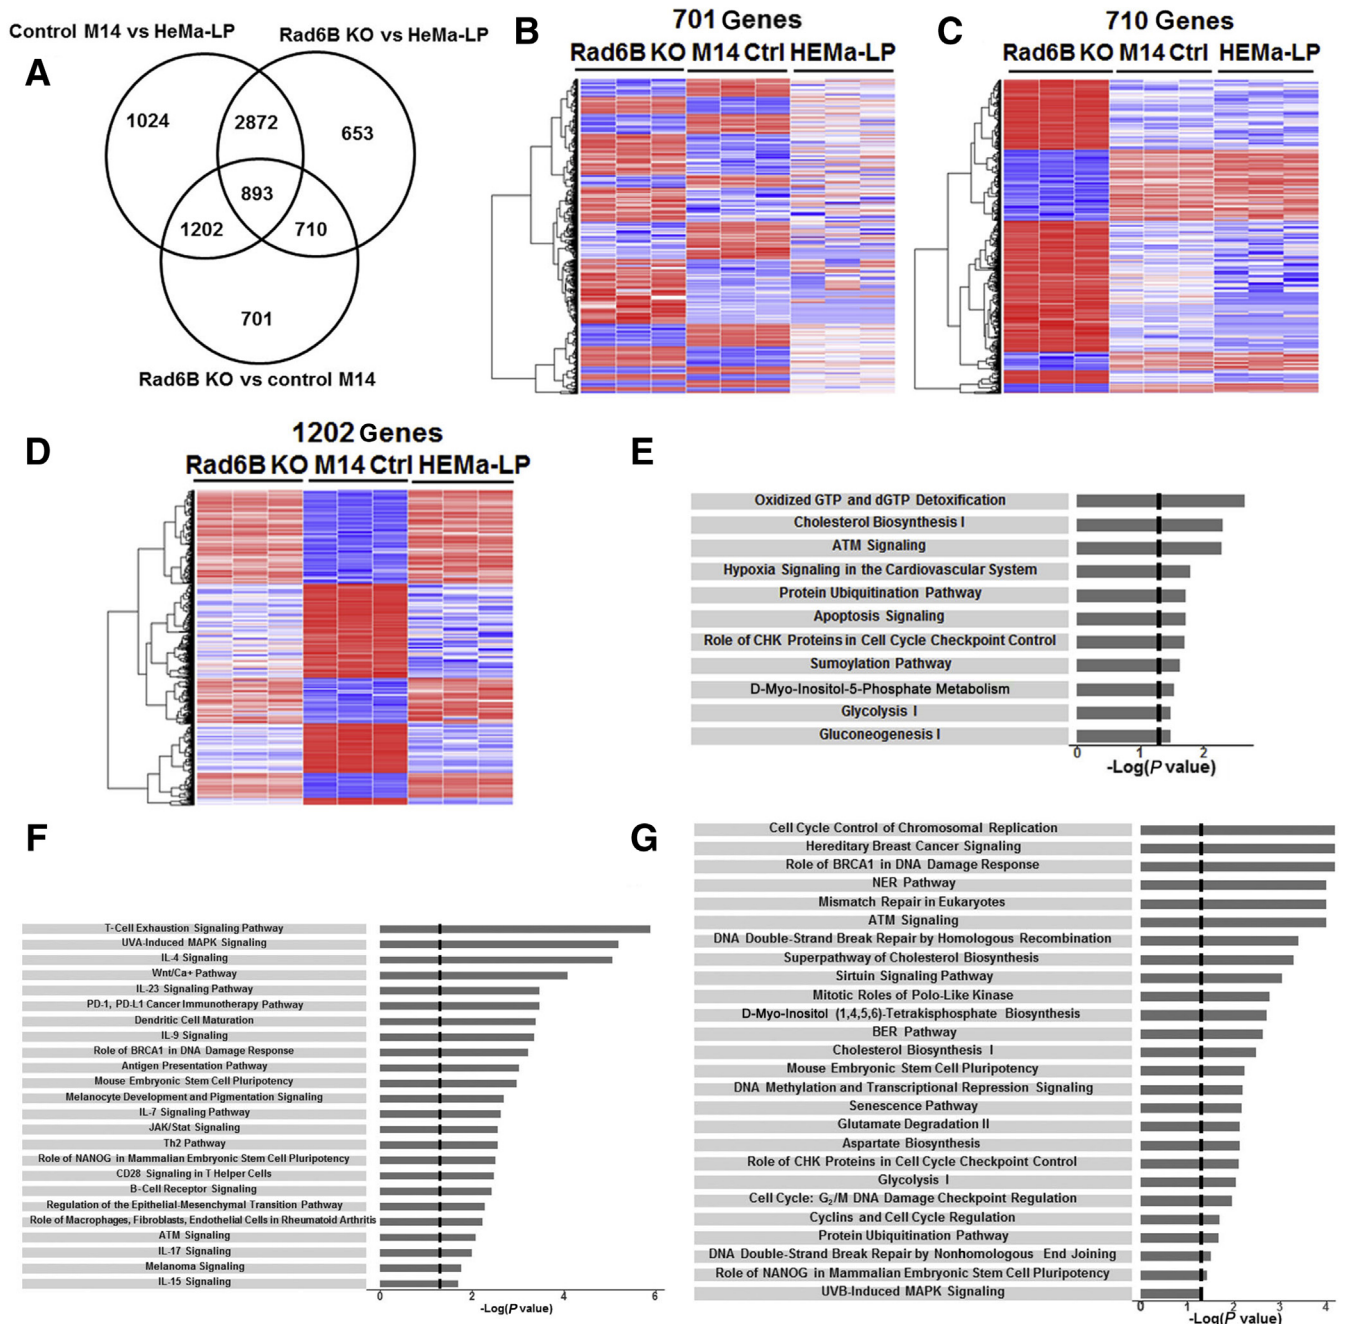 Control M14 vs HeMa-LP
Rad6B KO vs HeMa-LP
A
1024
2872
653
893
1202
710
701
Rad6B KO vs control M14
B
701 Genes
Rad6B KO M14 Ctrl HEMa-LP
C
710 Genes
Rad6B KO M14 Ctrl HEMa-LP
D
1202 Genes
Rad6B KO M14 Ctrl HEMa-LP
E
Oxidized GTP and dGTP Detoxification
Cholesterol Biosynthesis I
ATM Signaling
Hypoxia Signaling in the Cardiovascular System
Protein Ubiquitination Pathway
Apoptosis Signaling
Role of CHK Proteins in Cell Cycle Checkpoint Control
Sumoylation Pathway
D-Myo-Inositol-5-Phosphate Metabolism
Glycolysis I
Gluconeogenesis I
0 1 2
-Log(P value)
F
T-Cell Exhaustion Signaling Pathway
UVA-Induced MAPK Signaling
IL-4 Signaling
Wnt/Ca+ Pathway
IL-23 Signaling Pathway
PD-1, PD-L1 Cancer Immunotherapy Pathway
Dendritic Cell Maturation
IL-9 Signaling
Role of BRCA1 in DNA Damage Response
Antigen Presentation Pathway
Mouse Embryonic Stem Cell Pluripotency
Melanocyte Development and Pigmentation Signaling
IL-7 Signaling Pathway
JAK/Stat Signaling
Th2 Pathway
Role of NANOG in Mammalian Embryonic Stem Cell Pluripotency
CD28 Signaling in T Helper Cells
B-Cell Receptor Signaling
Regulation of the Epithelial-Mesenchymal Transition Pathway
Role of Macrophages, Fibroblasts, Endothelial Cells in Rheumatoid Arthritis
ATM Signaling
IL-17 Signaling
Melanoma Signaling
IL-15 Signaling
0 2 4 6
-Log(P value)
G
Cell Cycle Control of Chromosomal Replication
Hereditary Breast Cancer Signaling
Role of BRCA1 in DNA Damage Response
NER Pathway
Mismatch Repair in Eukaryotes
ATM Signaling
DNA Double-Strand Break Repair by Homologous Recombination
Superpathway of Cholesterol Biosynthesis
Sirtuin Signaling Pathway
Mitotic Roles of Polo-Like Kinase
D-Myo-Inositol (1,4,5,6)-Tetrakisphosphate Biosynthesis
BER Pathway
Cholesterol Biosynthesis I
Mouse Embryonic Stem Cell Pluripotency
DNA Methylation and Transcriptional Repression Signaling
Senescence Pathway
Glutamate Degradation II
Aspartate Biosynthesis
Role of CHK Proteins in Cell Cycle Checkpoint Control
Glycolysis I
Cell Cycle: G₂/M DNA Damage Checkpoint Regulation
Cyclins and Cell Cycle Regulation
Protein Ubiquitination Pathway
DNA Double-Strand Break Repair by Nonhomologous End Joining
Role of NANOG in Mammalian Embryonic Stem Cell Pluripotency
UVB-Induced MAPK Signaling
0 1 2 3 4
-Log(P value)